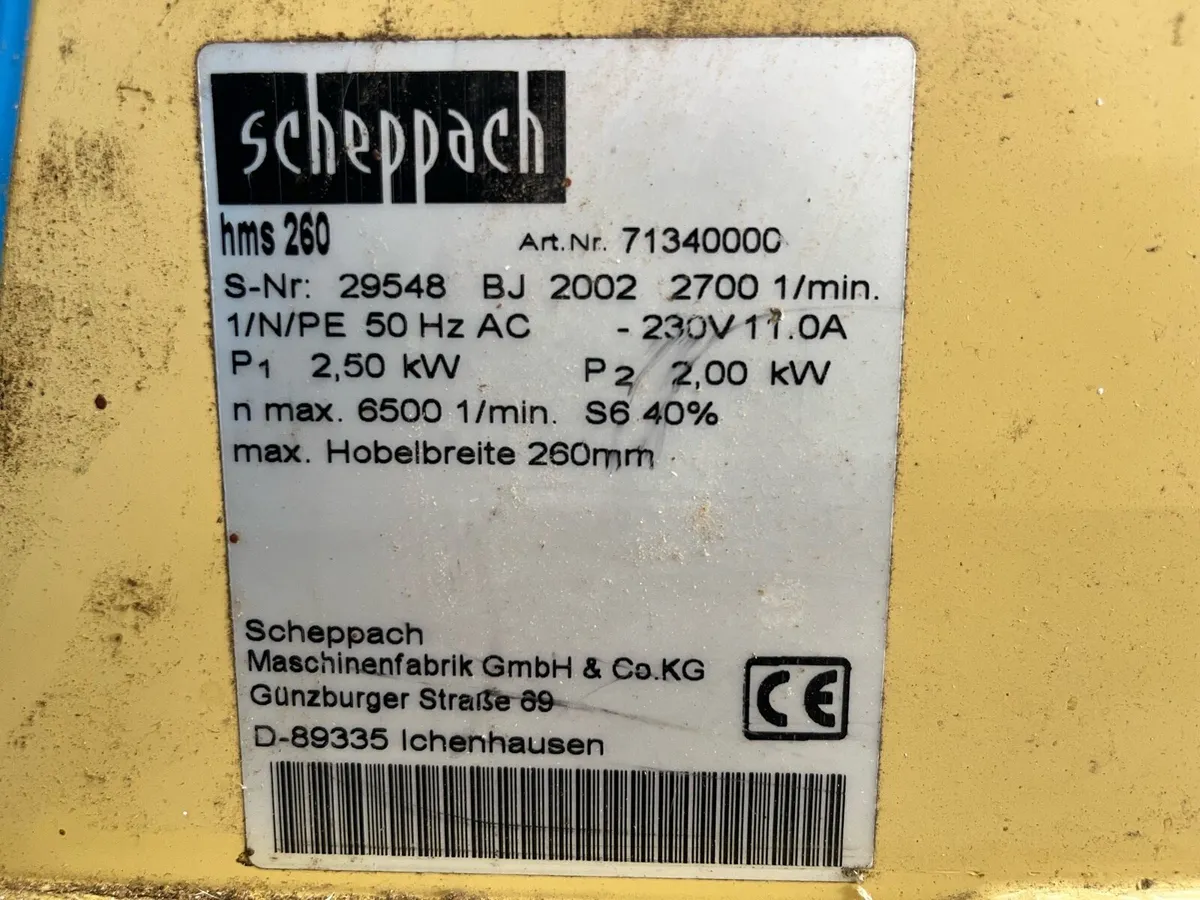 scheppach
hms 260
Art.Nr. 71340000
S-Nr: 29548 BJ 2002 2700 1/min.
1/N/PE 50 Hz AC - 230V 11.0A
P1 2,50 kW P2 2,00 kW
n max. 6500 1/min. S6 40%
max. Hobelbreite 260mm
Scheppach
Maschinenfabrik GmbH & Co.KG
Günzburger Straße 69
D-89335 Ichenhausen
CE